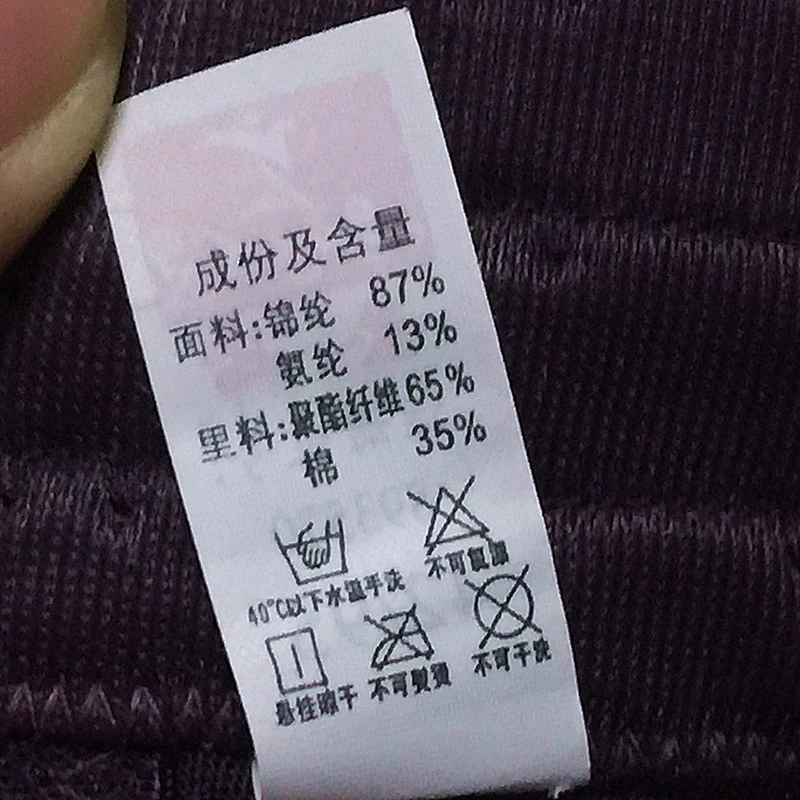 成份及含量
面料:锦纶 87%
氨纶 13%
里料:聚酯纤维65%
棉 35%
40℃以下水温手洗
不可氯漂
悬挂晾干
不可熨烫
不可干洗